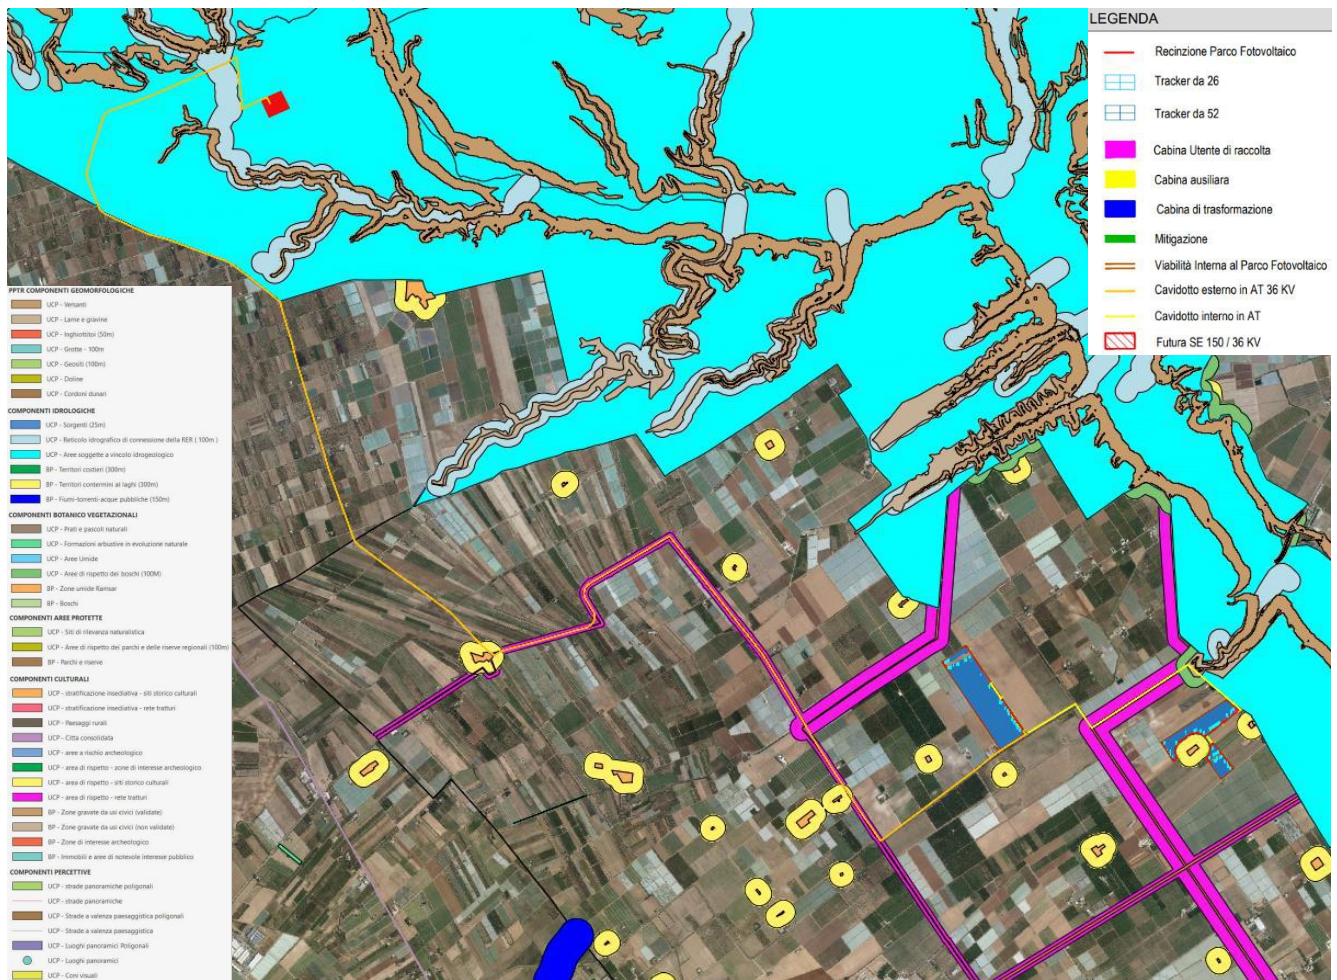 LEGENDA
Recinzione Parco Fotovoltaico
Tracker da 26
Tracker da 52
Cabina Utente di raccolta
Cabina ausiliara
Cabina di trasformazione
Mitigazione
Viabilità Interna al Parco Fotovoltaico
Cavidotto esterno in AT 36 KV
Cavidotto interno in AT
Futura SE 150 / 36 KV
PPTR COMPONENTI GEOMORFOLOGICHE
UCP - Versanti
UCP - Lame e gravine
UCP - Inghiottitoi (50m)
UCP - Grotte - 100m
UCP - Geositi (100m)
UCP - Doline
UCP - Cordoni dunari
COMPONENTI IDROLOGICHE
UCP - Sorgenti (25m)
UCP - Reticolo idrografico di connessione della RER ( 100m )
UCP - Aree soggette a vincolo idrogeologico
BP - Territori costieri (300m)
BP - Territori contermini ai laghi (300m)
BP - Fiumi-torrenti-acque pubbliche (150m)
COMPONENTI BOTANICO VEGETAZIONALI
UCP - Prati e pascoli naturali
UCP - Formazioni arbustive in evoluzione naturale
UCP - Aree Umide
UCP - Aree di rispetto dei boschi (100M)
BP - Zone umide Ramsar
BP - Boschi
COMPONENTI AREE PROTETTE
UCP - Siti di rilevanza naturalistica
UCP - Aree di rispetto dei parchi e delle riserve regionali (100m)
BP - Parchi e riserve
COMPONENTI CULTURALI
UCP - stratificazione insediativa - siti storico culturali
UCP - stratificazione insediativa - rete tratturi
UCP - Paesaggi rurali
UCP - Citta consolidata
UCP - aree a rischio archeologico
UCP - area di rispetto - zone di interesse archeologico
UCP - area di rispetto - siti storico culturali
UCP - area di rispetto - rete tratturi
BP - Zone gravate da usi civici (validate)
BP - Zone gravate da usi civici (non validate)
BP - Zone di interesse archeologico
BP - Immobili e aree di notevole interesse pubblico
COMPONENTI PERCETTIVE
UCP - strade panoramiche poligonali
UCP - strade panoramiche
UCP - Strade a valenza paesaggistica poligonali
UCP - Strade a valenza paesaggistica
UCP - Luoghi panoramici Poligonali
UCP - Luoghi panoramici
UCP - Coni visuali